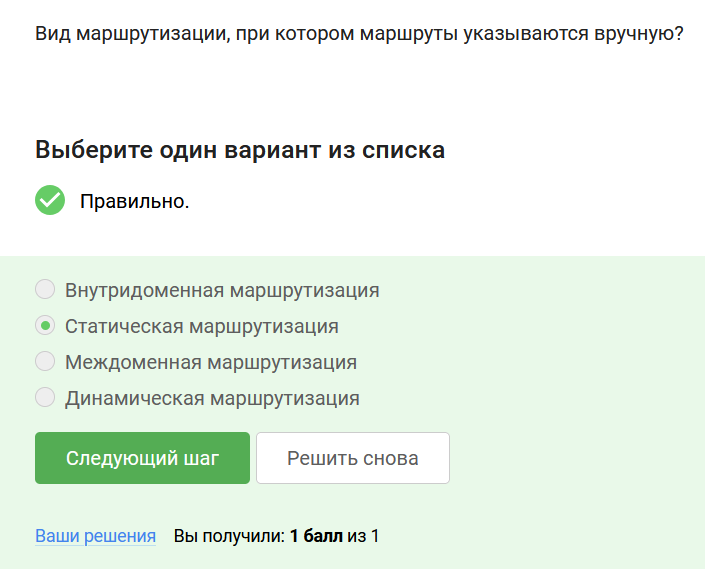 Вид маршрутизации, при котором маршруты указываются вручную?
Выберите один вариант из списка
Правильно.
Внутридоменная маршрутизация
Статическая маршрутизация
Междоменная маршрутизация
Динамическая маршрутизация
Следующий шаг Решить снова
Ваши решения Вы получили: 1 балл из 1